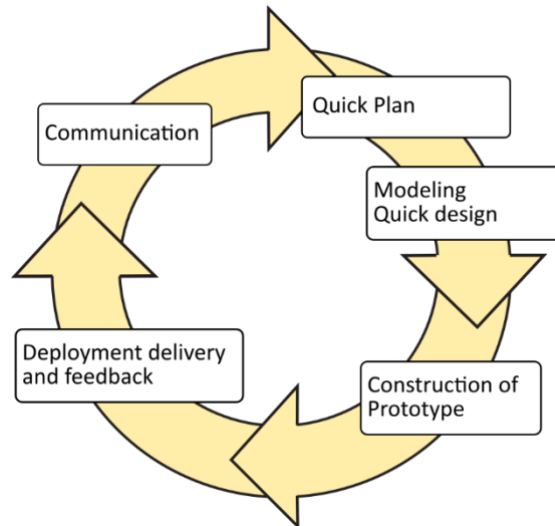 Communication
Quick Plan
Modeling
Quick design
Construction of
Prototype
Deployment delivery
and feedback